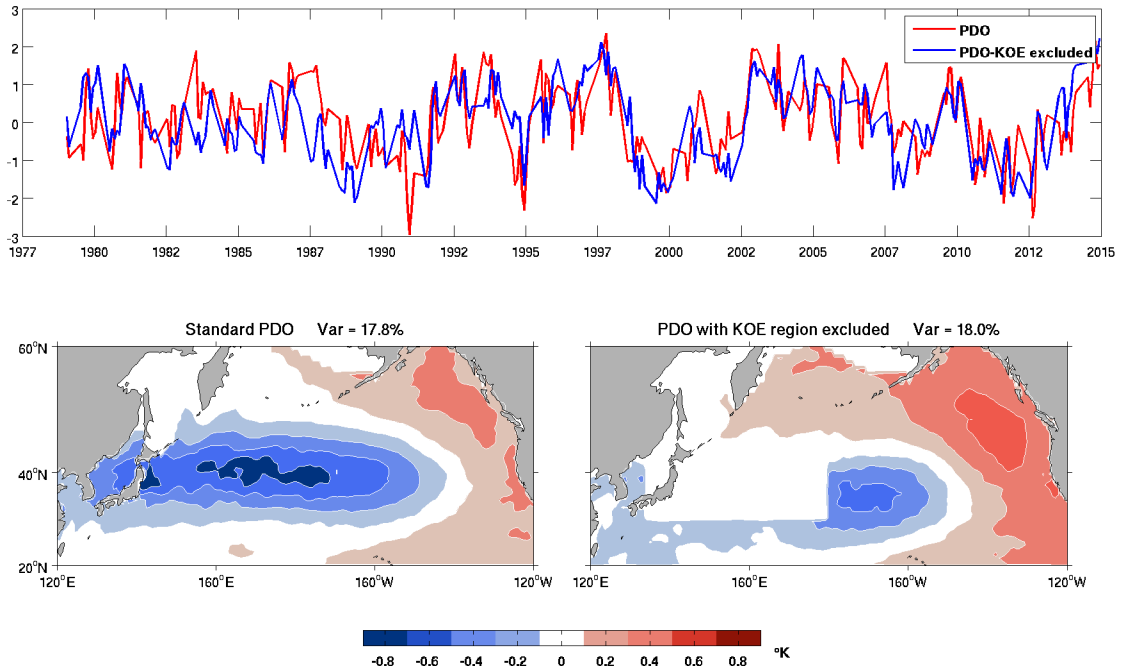 3
2
1
0
-1
-2
-3
PDO
PDO-KOE excluded
1977 1980 1982 1985 1987 1990 1992 1995 1997 2000 2002 2005 2007 2010 2012 2015
Standard PDO Var = 17.8% PDO with KOE region excluded Var = 18.0%
60°N
40°N
20°N
120°E 160°E 160°W 120°W
60°N
40°N
20°N
120°E 160°E 160°W 120°W
-0.8 -0.6 -0.4 -0.2 0 0.2 0.4 0.6 0.8 °K